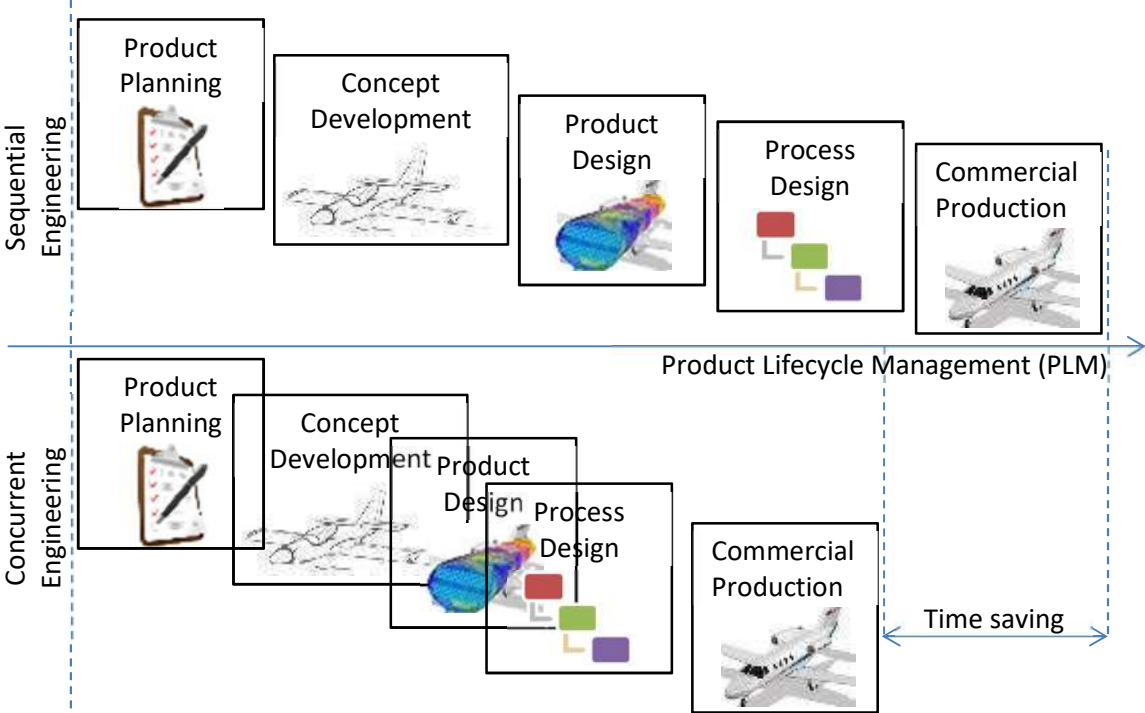 Sequential
Engineering
Product
Planning
Concept
Development
Product
Design
Process
Design
Commercial
Production
Product Lifecycle Management (PLM)
Concurrent
Engineering
Product
Planning
Concept
Development
Product
Design
Process
Design
Commercial
Production
Time saving